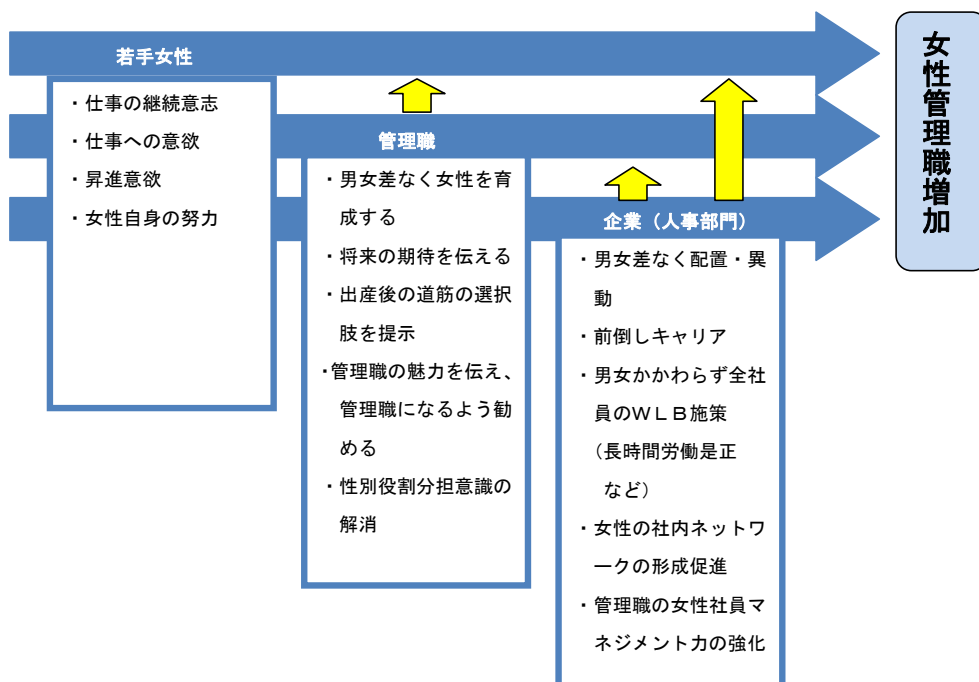 若手女性
・仕事の継続意志
・仕事への意欲
・昇進意欲
・女性自身の努力
管理職
・男女差なく女性を育
成する
・将来の期待を伝える
・出産後の道筋の選択
肢を提示
・管理職の魅力を伝え、
管理職になるよう勧
める
・性別役割分担意識の
解消
企業（人事部門）
・男女差なく配置・異
動
・前倒しキャリア
・男女かかわらず全社
員のＷＬＢ施策
（長時間労働是正
など）
・女性の社内ネットワ
ークの形成促進
・管理職の女性社員マ
ネジメント力の強化
女性管理職増加